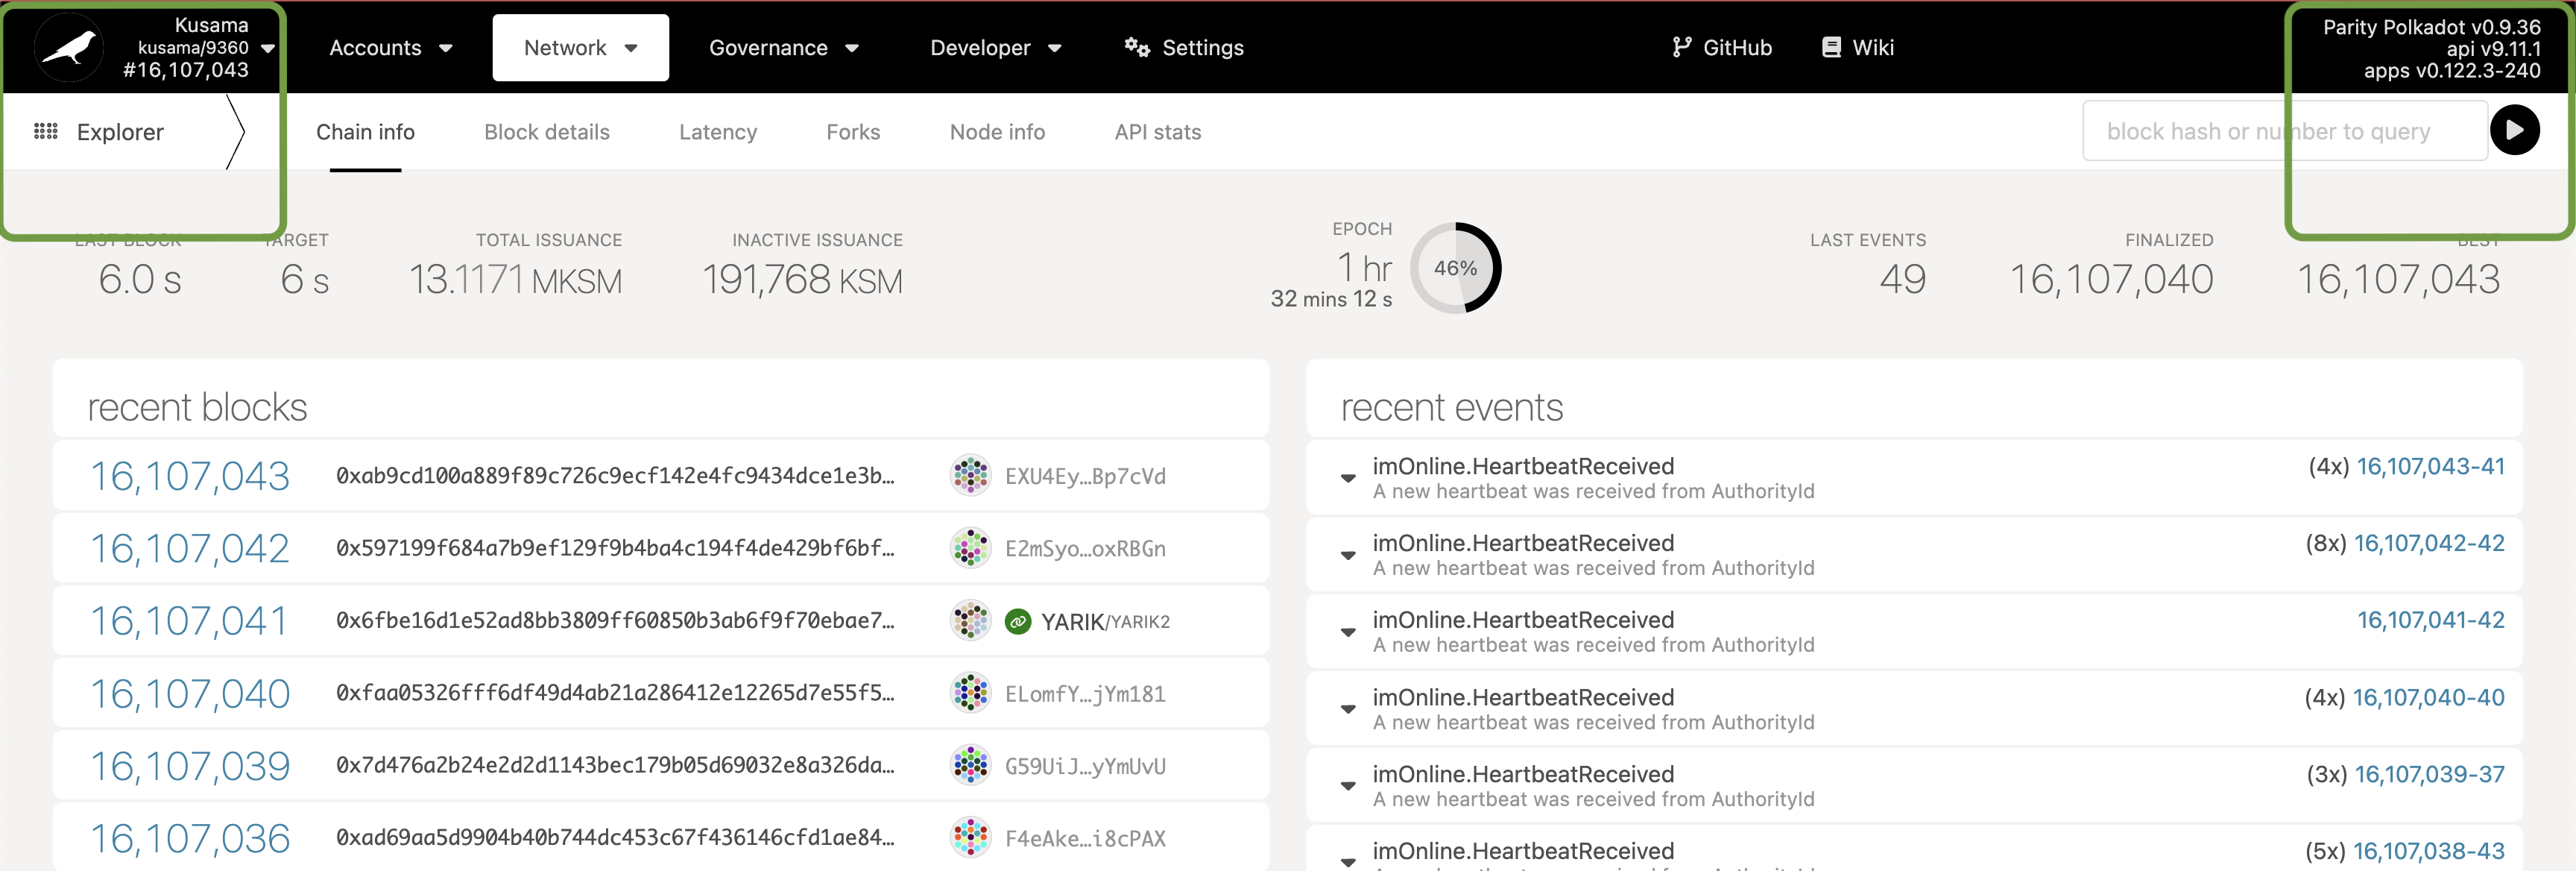 Kusama
kusama/9360
#16,107,043
Accounts
Network
Governance
Developer
Settings
GitHub
Wiki
Parity Polkadot v0.9.36
api v9.11.1
apps v0.122.3-240
Explorer
Chain info
Block details
Latency
Forks
Node info
API stats
block hash or number to query
LAST BLOCK
6.0 s
TARGET
6 s
TOTAL ISSUANCE
13.1171 MKSM
INACTIVE ISSUANCE
191,768 KSM
EPOCH
1 hr
32 mins 12 s
46%
LAST EVENTS
49
FINALIZED
16,107,040
BEST
16,107,043
recent blocks
16,107,043 0xab9cd100a889f89c726c9ecf142e4fc9434dce1e3b… EXU4Ey…Bp7cVd
16,107,042 0x597199f684a7b9ef129f9b4ba4c194f4de429bf6bf… E2mSyo…oxRBGn
16,107,041 0x6fbe16d1e52ad8bb3809ff60850b3ab6f9f70ebae7… YARIK/YARIK2
16,107,040 0xfaa05326fff6df49d4ab21a286412e12265d7e55f5… ELomfY…jYm181
16,107,039 0x7d476a2b24e2d2d1143bec179b05d69032e8a326da… G59UiJ…yYmUvU
16,107,036 0xad69aa5d9904b40b744dc453c67f436146cfd1ae84… F4eAke…i8cPAX
recent events
imOnline.HeartbeatReceived (4x) 16,107,043-41
A new heartbeat was received from AuthorityId
imOnline.HeartbeatReceived (8x) 16,107,042-42
A new heartbeat was received from AuthorityId
imOnline.HeartbeatReceived 16,107,041-42
A new heartbeat was received from AuthorityId
imOnline.HeartbeatReceived (4x) 16,107,040-40
A new heartbeat was received from AuthorityId
imOnline.HeartbeatReceived (3x) 16,107,039-37
A new heartbeat was received from AuthorityId
imOnline.HeartbeatReceived (5x) 16,107,038-43